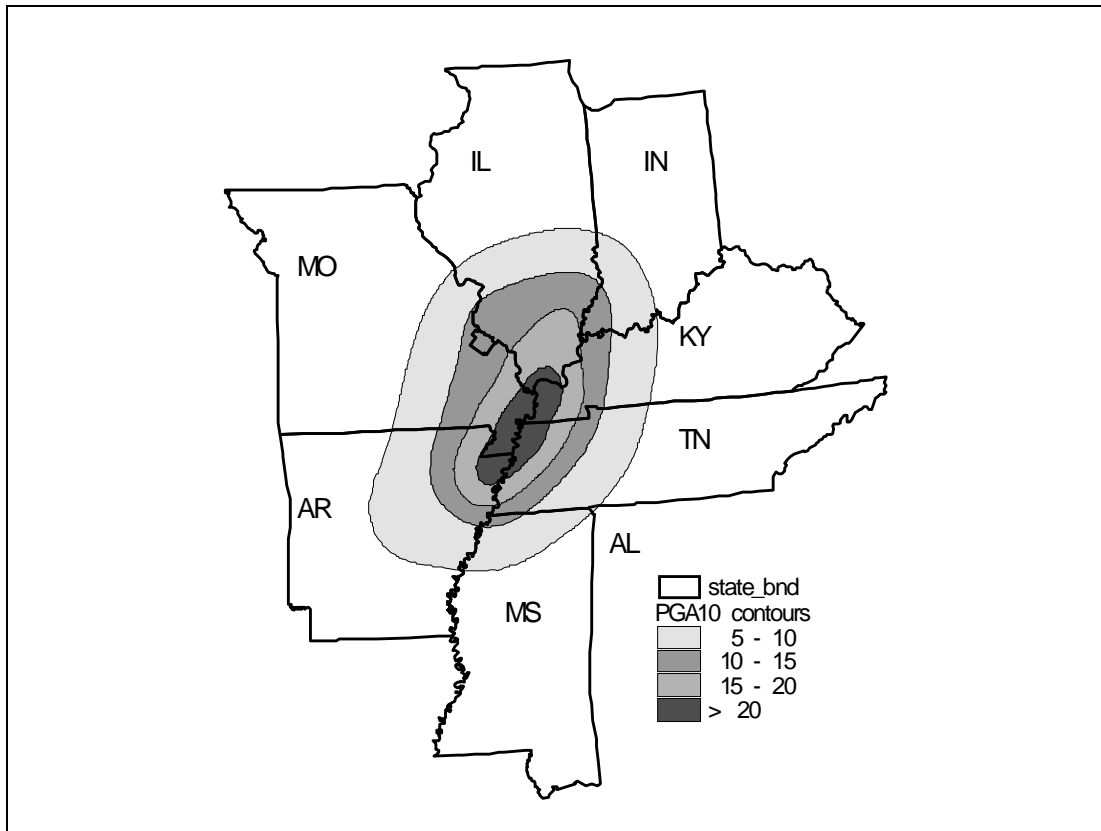 IL
IN
MO
KY
TN
AR
AL
MS
state_bnd
PGA10 contours
5 - 10
10 - 15
15 - 20
> 20